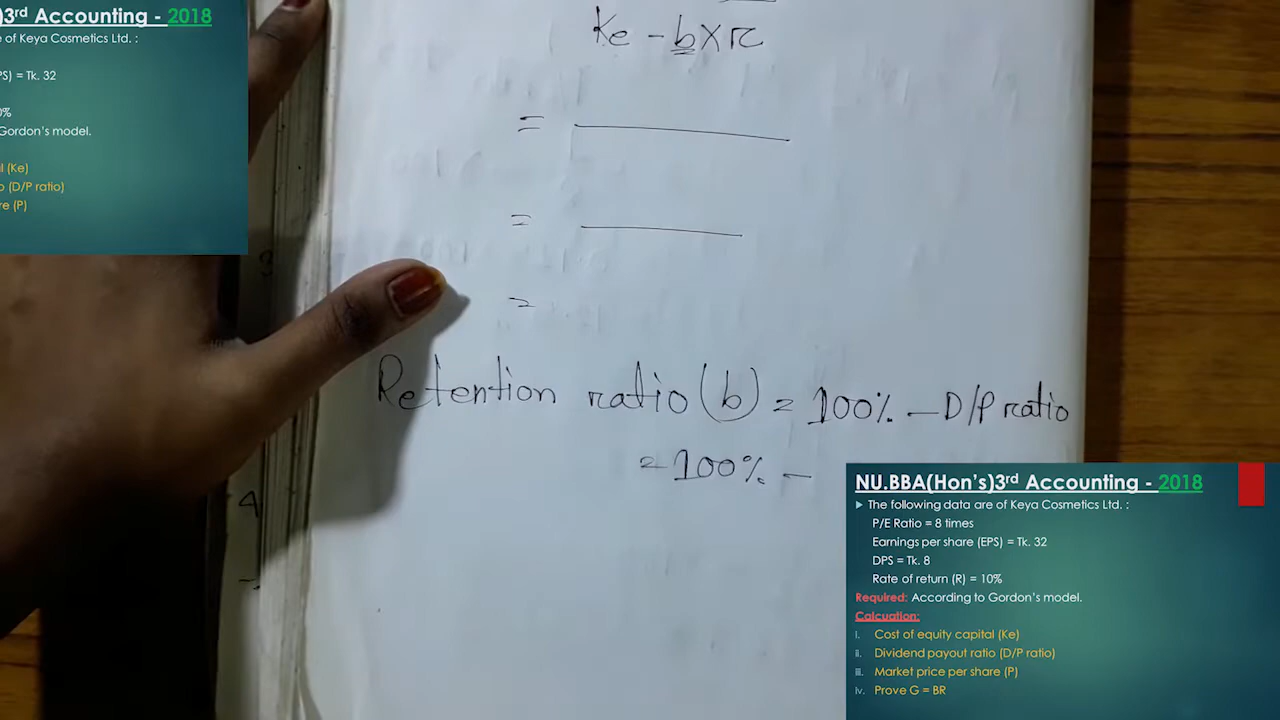 )3rd Accounting - 2018
e of Keya Cosmetics Ltd. :
PS) = Tk. 32
0%
Gordon's model.
l (Ke)
o (D/P ratio)
re (P)
Ke - b×r
=
=
=
Retention ratio (b) = 100% - D/P ratio
= 100% -
4
NU.BBA(Hon's)3rd Accounting - 2018
The following data are of Keya Cosmetics Ltd. :
P/E Ratio = 8 times
Earnings per share (EPS) = Tk. 32
DPS = Tk. 8
Rate of return (R) = 10%
Required: According to Gordon's model.
Calcuation:
i. Cost of equity capital (Ke)
ii. Dividend payout ratio (D/P ratio)
iii. Market price per share (P)
iv. Prove G = BR